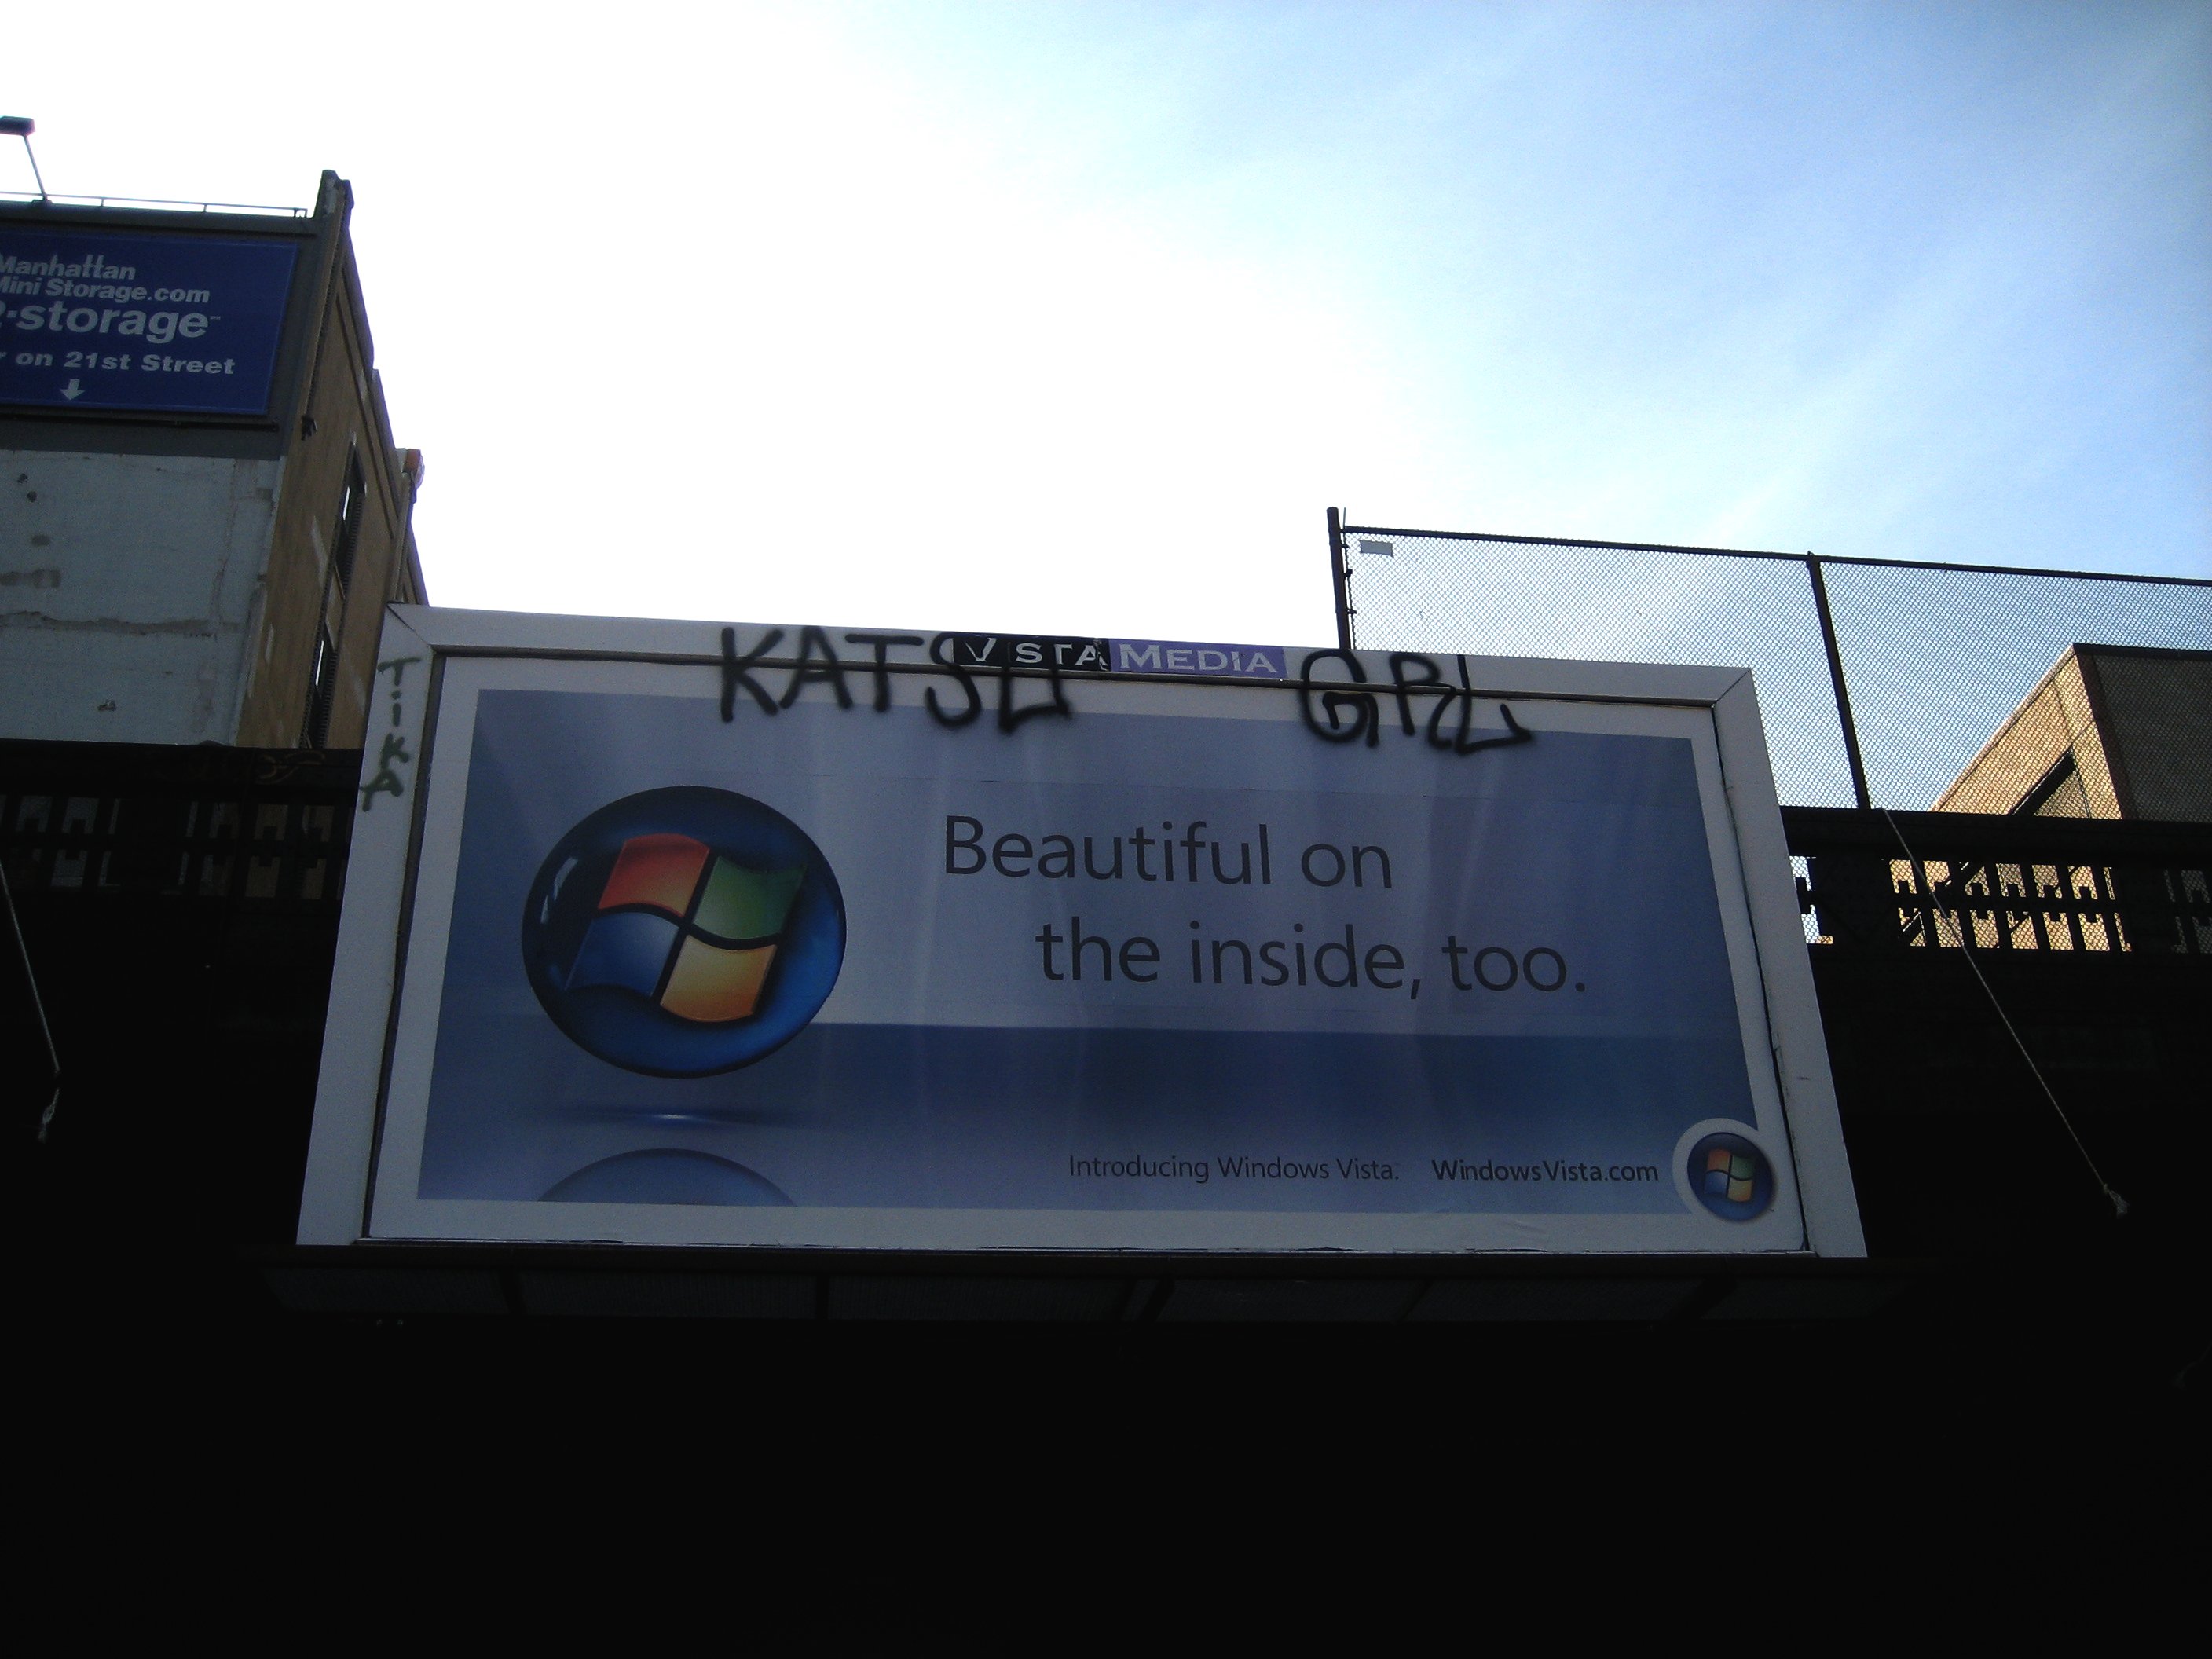 Manhattan
Mini Storage.com
storage
on 21st Street
KATSU
VISTA MEDIA
GRL
TIKA
Beautiful on
the inside, too.
Introducing Windows Vista. WindowsVista.com